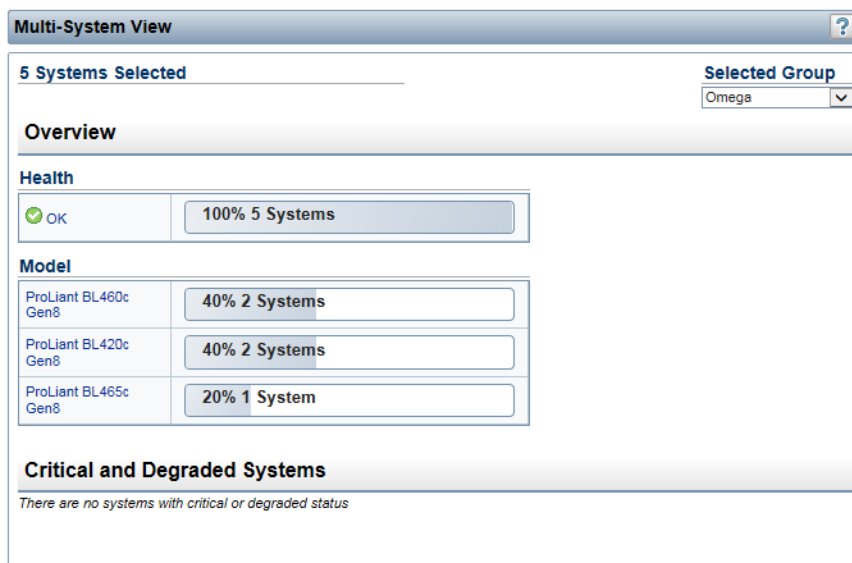 Multi-System View
?
5 Systems Selected
Selected Group
Omega
Overview
Health
OK
100% 5 Systems
Model
ProLiant BL460c
Gen8
40% 2 Systems
ProLiant BL420c
Gen8
40% 2 Systems
ProLiant BL465c
Gen8
20% 1 System
Critical and Degraded Systems
There are no systems with critical or degraded status